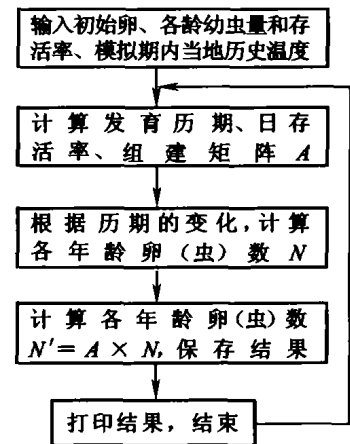 输入初始卵、各龄幼虫量和存
活率、模拟期内当地历史温度
计算发育历期、日存
活率、组建矩阵 A
根据历期的变化,计算
各年龄卵(虫)数 N
计算各年龄卵(虫)数
N′= A × N,保存结果
打印结果，结束